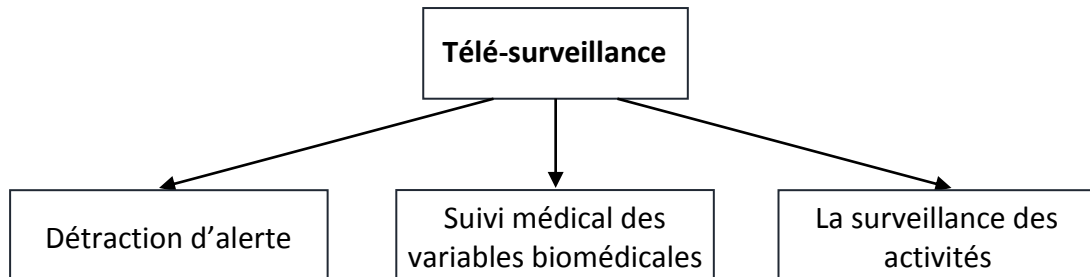 Télé-surveillance
Détraction d’alerte
Suivi médical des
variables biomédicales
La surveillance des
activités